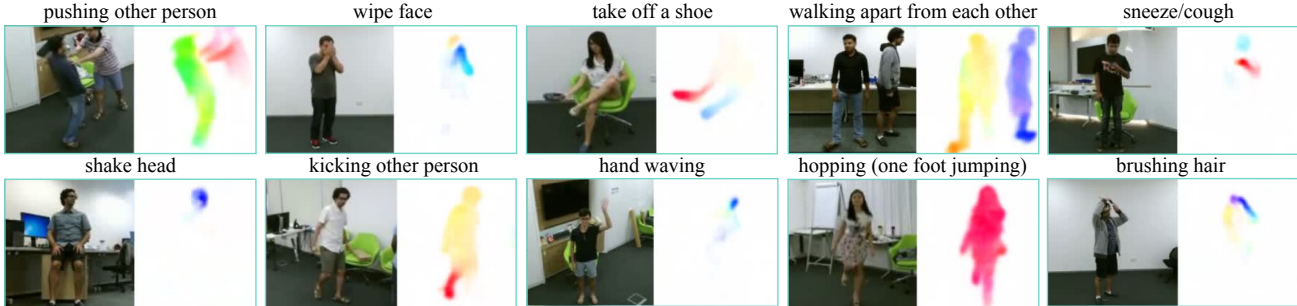 pushing other person
wipe face
take off a shoe
walking apart from each other
sneeze/cough
shake head
kicking other person
hand waving
hopping (one foot jumping)
brushing hair